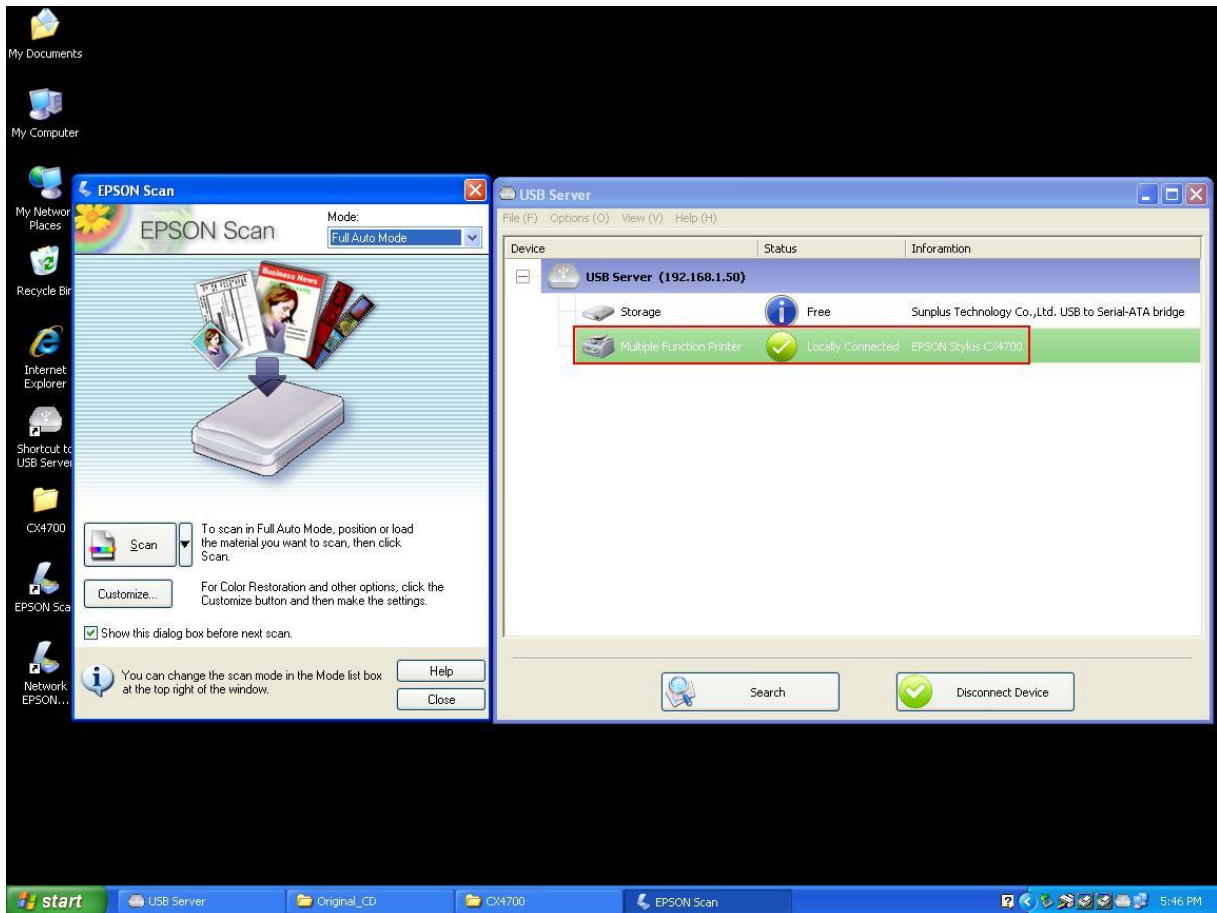 My Documents
My Computer
My Networ
Places
Recycle Bin
Internet
Explorer
Shortcut to
USB Server
CX4700
EPSON Sca
Network
EPSON...
EPSON Scan
EPSON Scan
Mode:
Full Auto Mode
Business News
Scan
To scan in Full Auto Mode, position or load
the material you want to scan, then click
Scan.
Customize...
For Color Restoration and other options, click the
Customize button and then make the settings.
Show this dialog box before next scan.
You can change the scan mode in the Mode list box
at the top right of the window.
Help
Close
USB Server
File (F) Options (O) View (V) Help (H)
Device Status Inforamtion
USB Server (192.168.1.50)
Storage Free Sunplus Technology Co.,Ltd. USB to Serial-ATA bridge
Multiple Function Printer Locally Connected EPSON Stylus CX4700
Search
Disconnect Device
start USB Server Original_CD CX4700 EPSON Scan 5:46 PM